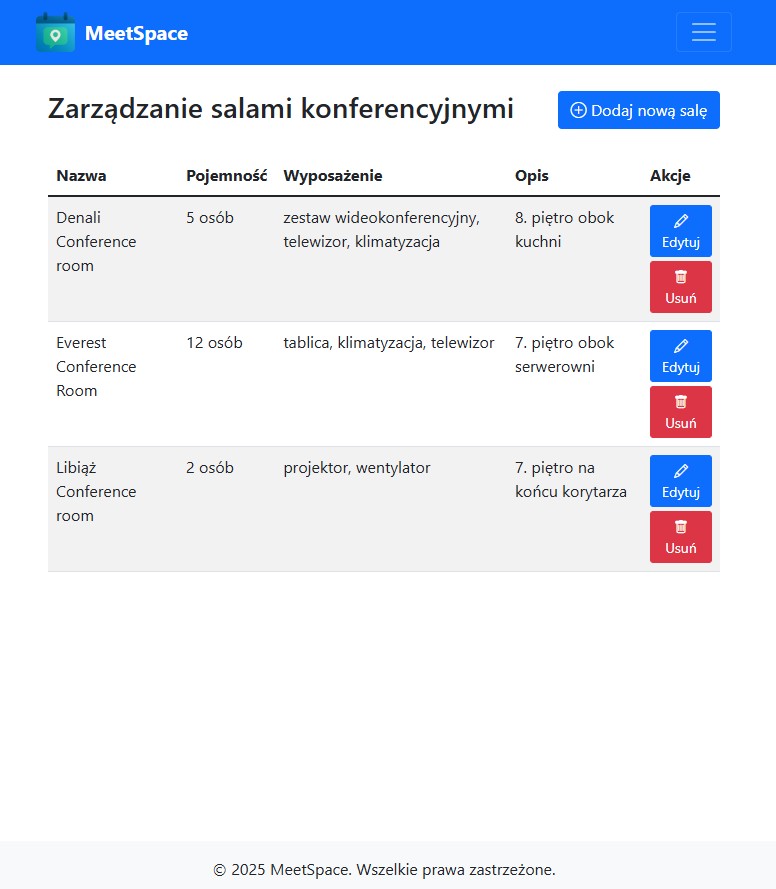 MeetSpace
Zarządzanie salami konferencyjnymi
Dodaj nową salę
Nazwa Pojemność Wyposażenie Opis Akcje
Denali Conference room 5 osób zestaw wideokonferencyjny, telewizor, klimatyzacja 8. piętro obok kuchni Edytuj Usuń
Everest Conference Room 12 osób tablica, klimatyzacja, telewizor 7. piętro obok serwerowni Edytuj Usuń
Libiąż Conference room 2 osób projektor, wentylator 7. piętro na końcu korytarza Edytuj Usuń
© 2025 MeetSpace. Wszelkie prawa zastrzeżone.